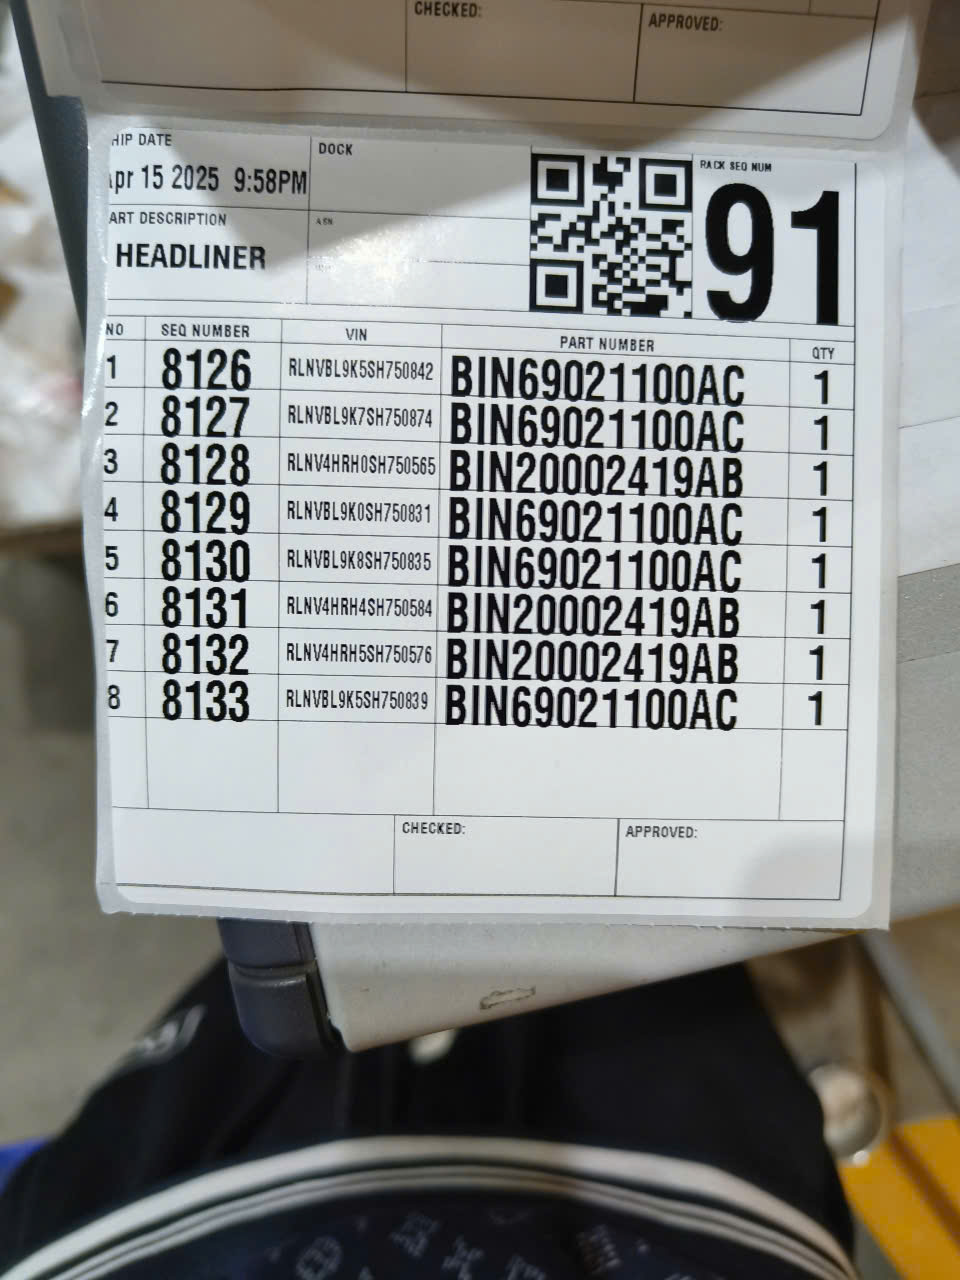 CHECKED:
APPROVED:
HIP DATE
DOCK
RACK SEQ NUM
pr 15 2025 9:58PM
91
ART DESCRIPTION
ASN
HEADLINER
NO SEQ NUMBER VIN PART NUMBER QTY
1 8126 RLNVBL9K5SH750842 BIN69021100AC 1
2 8127 RLNVBL9K7SH750874 BIN69021100AC 1
3 8128 RLNV4HRH0SH750565 BIN20002419AB 1
4 8129 RLNVBL9K0SH750831 BIN69021100AC 1
5 8130 RLNVBL9K8SH750835 BIN69021100AC 1
6 8131 RLNV4HRH4SH750584 BIN20002419AB 1
7 8132 RLNV4HRH5SH750576 BIN20002419AB 1
8 8133 RLNVBL9K5SH750839 BIN69021100AC 1
CHECKED:
APPROVED: